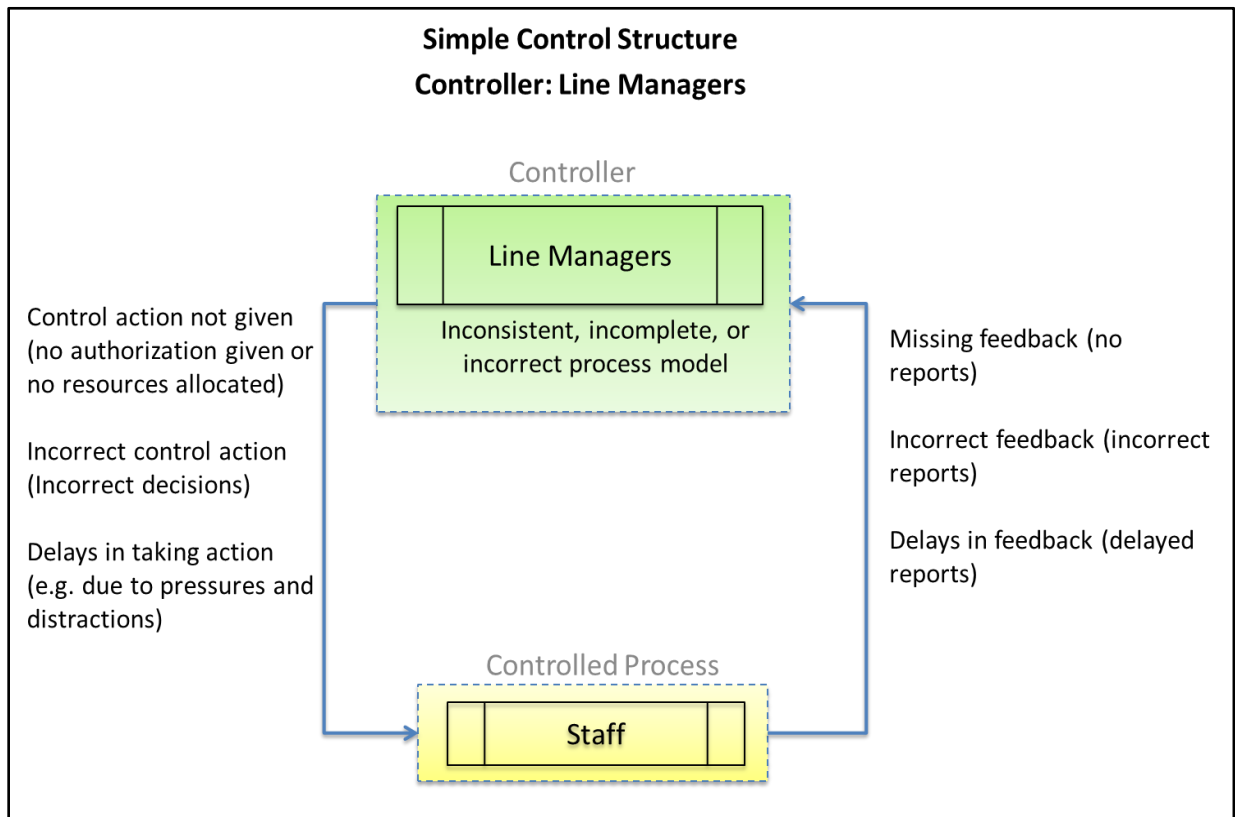 Simple Control Structure
Controller: Line Managers
Controller
Line Managers
Inconsistent, incomplete, or
incorrect process model
Control action not given
(no authorization given or
no resources allocated)
Incorrect control action
(Incorrect decisions)
Delays in taking action
(e.g. due to pressures and
distractions)
Missing feedback (no
reports)
Incorrect feedback (incorrect
reports)
Delays in feedback (delayed
reports)
Controlled Process
Staff